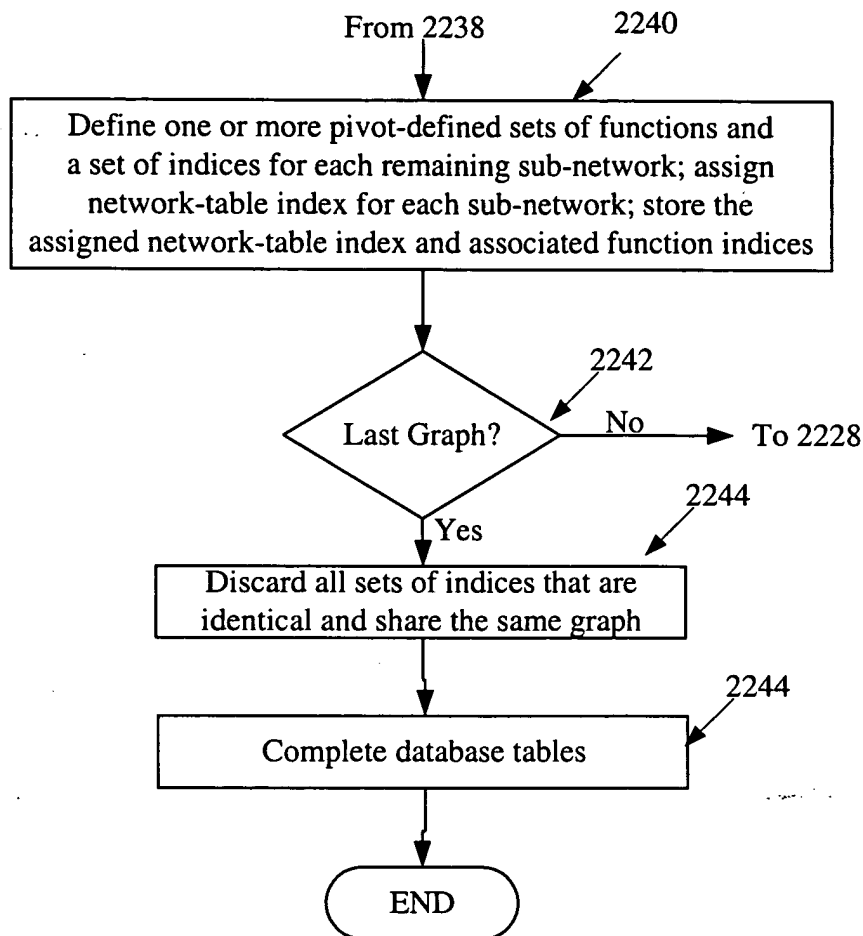 From 2238
2240
Define one or more pivot-defined sets of functions and
a set of indices for each remaining sub-network; assign
network-table index for each sub-network; store the
assigned network-table index and associated function indices
2242
Last Graph?
No
To 2228
Yes
2244
Discard all sets of indices that are
identical and share the same graph
2244
Complete database tables
END